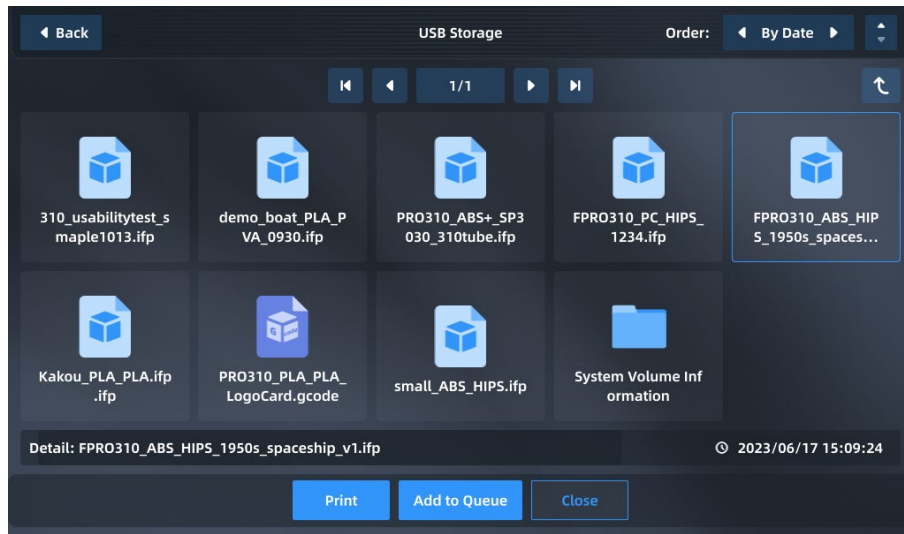 Back
USB Storage
Order:
By Date
1/1
310_usabilitytest_s
maple1013.ifp
demo_boat_PLA_P
VA_0930.ifp
PRO310_ABS+_SP3
030_310tube.ifp
FPRO310_PC_HIPS_
1234.ifp
FPRO310_ABS_HIP
S_1950s_spaces...
Kakou_PLA_PLA.ifp
.ifp
PRO310_PLA_PLA_
LogoCard.gcode
small_ABS_HIPS.ifp
System Volume Inf
ormation
Detail: FPRO310_ABS_HIPS_1950s_spaceship_v1.ifp
2023/06/17 15:09:24
Print
Add to Queue
Close